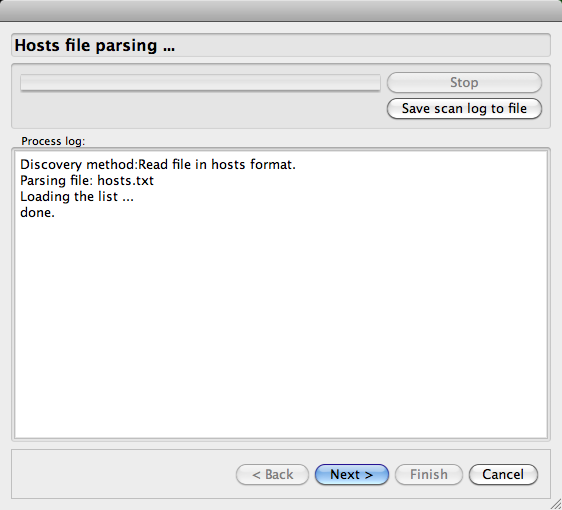 Hosts file parsing ...
Stop
Save scan log to file
Process log:
Discovery method:Read file in hosts format.
Parsing file: hosts.txt
Loading the list ...
done.
< Back
Next >
Finish
Cancel